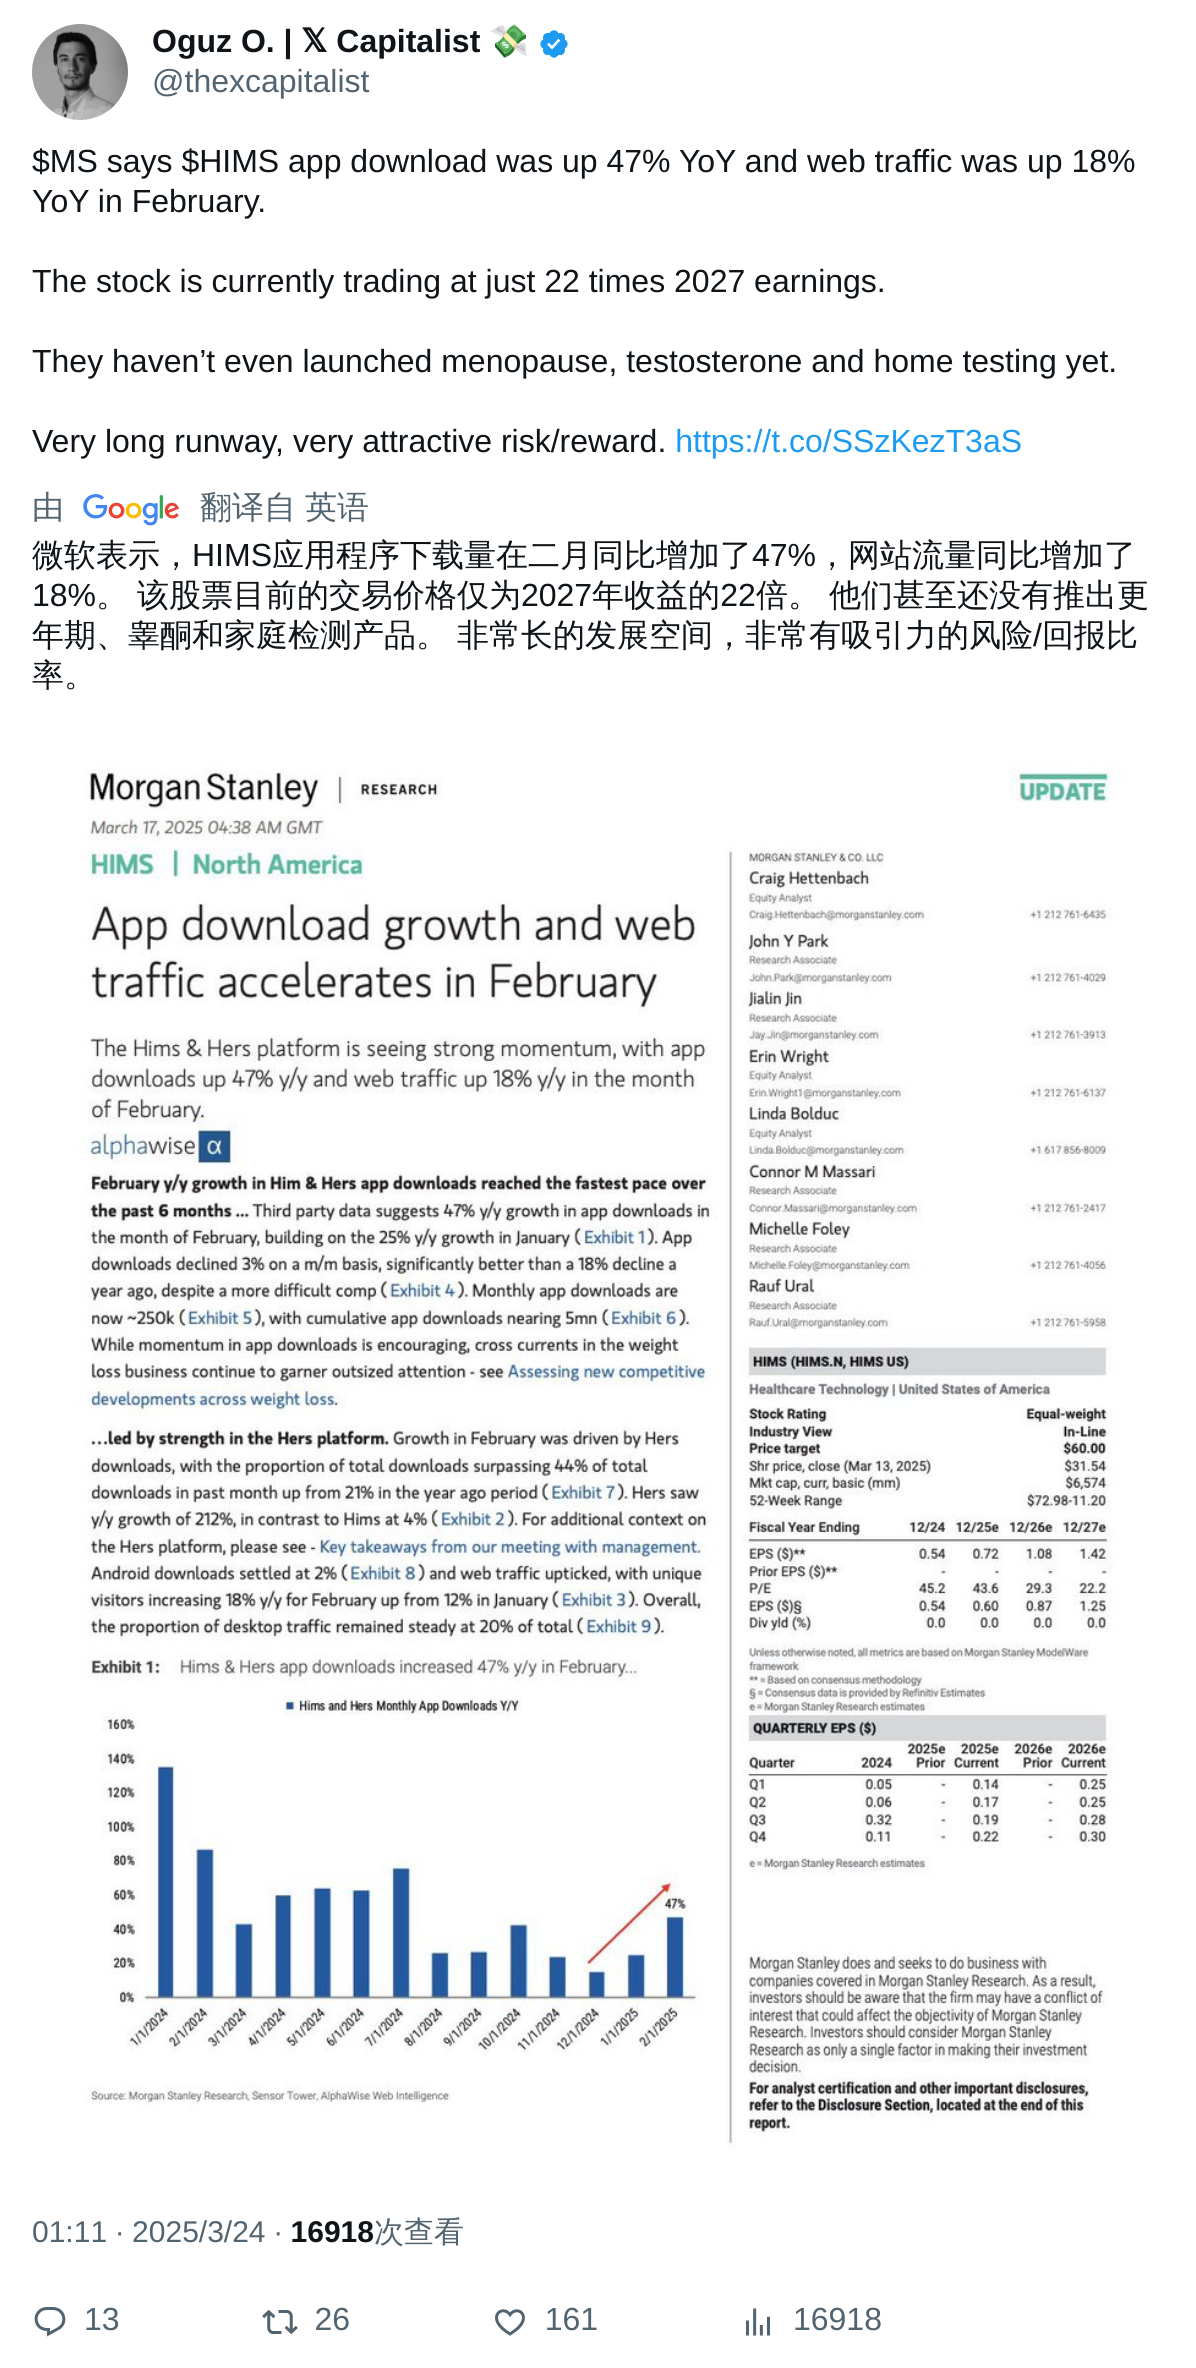 Oguz O. | 𝕏 Capitalist 💸
@thexcapitalist
$MS says $HIMS app download was up 47% YoY and web traffic was up 18%
YoY in February.
The stock is currently trading at just 22 times 2027 earnings.
They haven’t even launched menopause, testosterone and home testing yet.
Very long runway, very attractive risk/reward. https://t.co/SSzKezT3aS
由 Google 翻译自 英语
微软表示，HIMS应用程序下载量在二月同比增加了47%，网站流量同比增加了
18%。 该股票目前的交易价格仅为2027年收益的22倍。 他们甚至还没有推出更
年期、睾酮和家庭检测产品。 非常长的发展空间，非常有吸引力的风险/回报比
率。
Morgan Stanley | RESEARCH
UPDATE
March 17, 2025 04:38 AM GMT
HIMS | North America
App download growth and web
traffic accelerates in February
The Hims & Hers platform is seeing strong momentum, with app
downloads up 47% y/y and web traffic up 18% y/y in the month
of February.
alphawise α
February y/y growth in Him & Hers app downloads reached the fastest pace over
the past 6 months ... Third party data suggests 47% y/y growth in app downloads in
the month of February, building on the 25% y/y growth in January ( Exhibit 1 ). App
downloads declined 3% on a m/m basis, significantly better than a 18% decline a
year ago, despite a more difficult comp ( Exhibit 4 ). Monthly app downloads are
now ~250k ( Exhibit 5 ), with cumulative app downloads nearing 5mn ( Exhibit 6 ).
While momentum in app downloads is encouraging, cross currents in the weight
loss business continue to garner outsized attention - see Assessing new competitive
developments across weight loss.
...led by strength in the Hers platform. Growth in February was driven by Hers
downloads, with the proportion of total downloads surpassing 44% of total
downloads in past month up from 21% in the year ago period ( Exhibit 7 ). Hers saw
y/y growth of 212%, in contrast to Hims at 4% ( Exhibit 2 ). For additional context on
the Hers platform, please see - Key takeaways from our meeting with management.
Android downloads settled at 2% ( Exhibit 8 ) and web traffic upticked, with unique
visitors increasing 18% y/y for February up from 12% in January ( Exhibit 3 ). Overall,
the proportion of desktop traffic remained steady at 20% of total ( Exhibit 9 ).
Exhibit 1: Hims & Hers app downloads increased 47% y/y in February...
Hims and Hers Monthly App Downloads Y/Y
160%
140%
120%
100%
80%
60%
40%
20%
0%
47%
1/1/2024 2/1/2024 3/1/2024 4/1/2024 5/1/2024 6/1/2024 7/1/2024 8/1/2024 9/1/2024 10/1/2024 11/1/2024 12/1/2024 1/1/2025 2/1/2025
Source: Morgan Stanley Research, Sensor Tower, AlphaWise Web Intelligence
MORGAN STANLEY & CO. LLC
Craig Hettenbach
Equity Analyst
Craig.Hettenbach@morganstanley.com +1 212 761-6435
John Y Park
Research Associate
John.Park@morganstanley.com +1 212 761-4029
Jialin Jin
Research Associate
Jay.Jin@morganstanley.com +1 212 761-3913
Erin Wright
Equity Analyst
Erin.Wright1@morganstanley.com +1 212 761-6137
Linda Bolduc
Equity Analyst
Linda.Bolduc@morganstanley.com +1 617 856-8009
Connor M Massari
Research Associate
Connor.Massari@morganstanley.com +1 212 761-2417
Michelle Foley
Research Associate
Michelle.Foley@morganstanley.com +1 212 761-4056
Rauf Ural
Research Associate
Rauf.Ural@morganstanley.com +1 212 761-5958
HIMS (HIMS.N, HIMS US)
Healthcare Technology | United States of America
Stock Rating Equal-weight
Industry View In-Line
Price target $60.00
Shr price, close (Mar 13, 2025) $31.54
Mkt cap, curr, basic (mm) $6,574
52-Week Range $72.98-11.20
Fiscal Year Ending 12/24 12/25e 12/26e 12/27e
EPS ($)** 0.54 0.72 1.08 1.42
Prior EPS ($)** - - - -
P/E 45.2 43.6 29.3 22.2
EPS ($)§ 0.54 0.60 0.87 1.25
Div yld (%) 0.0 0.0 0.0 0.0
Unless otherwise noted, all metrics are based on Morgan Stanley ModelWare
framework
** = Based on consensus methodology
§ = Consensus data is provided by Refinitiv Estimates
e = Morgan Stanley Research estimates
QUARTERLY EPS ($)
2025e 2025e 2026e 2026e
Quarter 2024 Prior Current Prior Current
Q1 0.05 - 0.14 - 0.25
Q2 0.06 - 0.17 - 0.25
Q3 0.32 - 0.19 - 0.28
Q4 0.11 - 0.22 - 0.30
e = Morgan Stanley Research estimates
Morgan Stanley does and seeks to do business with
companies covered in Morgan Stanley Research. As a result,
investors should be aware that the firm may have a conflict of
interest that could affect the objectivity of Morgan Stanley
Research. Investors should consider Morgan Stanley
Research as only a single factor in making their investment
decision.
For analyst certification and other important disclosures,
refer to the Disclosure Section, located at the end of this
report.
01:11 · 2025/3/24 · 16918次查看
13 26 161 16918